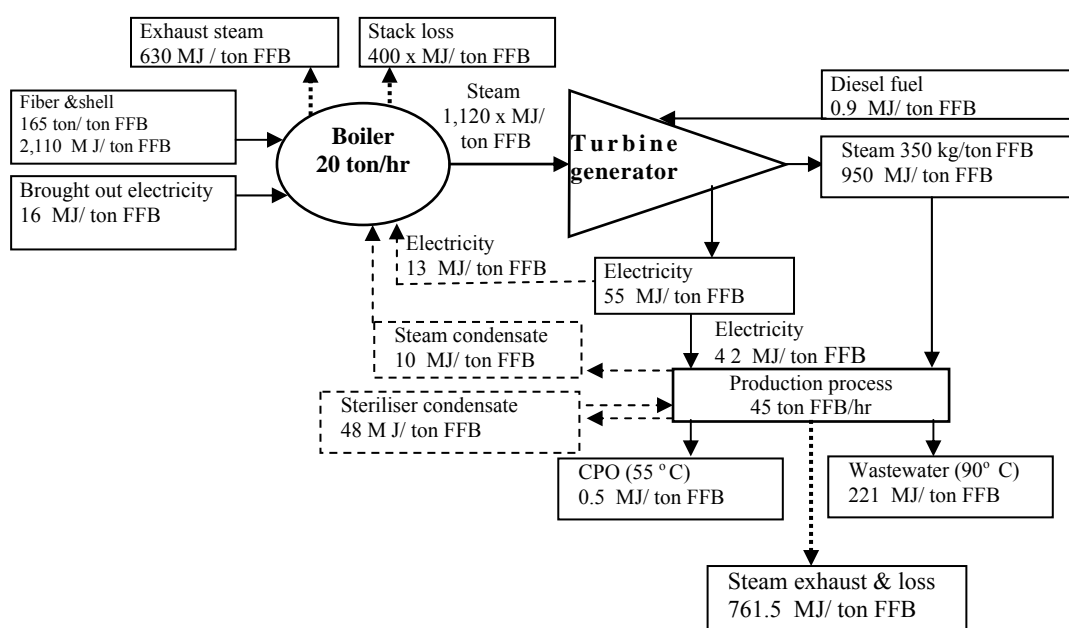 Exhaust steam
630 MJ / ton FFB
Stack loss
400 x MJ/ ton FFB
Fiber &shell
165 ton/ ton FFB
2,110 M J/ ton FFB
Brought out electricity
16 MJ/ ton FFB
Boiler
20 ton/hr
Steam
1,120 x MJ/
ton FFB
Turbine
generator
Diesel fuel
0.9 MJ/ ton FFB
Steam 350 kg/ton FFB
950 MJ/ ton FFB
Electricity
13 MJ/ ton FFB
Electricity
55 MJ/ ton FFB
Steam condensate
10 MJ/ ton FFB
Electricity
4 2 MJ/ ton FFB
Steriliser condensate
48 M J/ ton FFB
Production process
45 ton FFB/hr
CPO (55 ° C)
0.5 MJ/ ton FFB
Wastewater (90° C)
221 MJ/ ton FFB
Steam exhaust & loss
761.5 MJ/ ton FFB